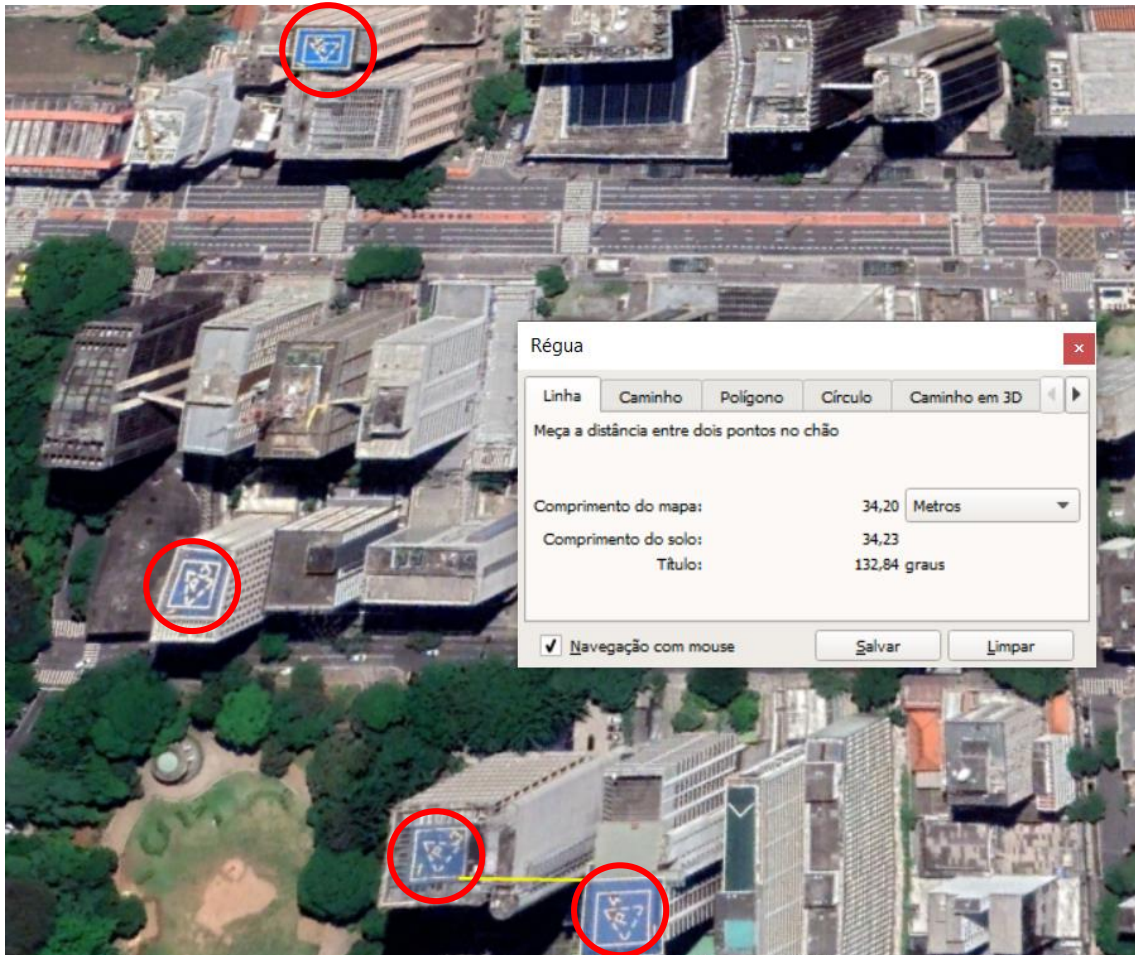 Régua
Linha Caminho Polígono Círculo Caminho em 3D
Meça a distância entre dois pontos no chão
Comprimento do mapa: 34,20 Metros
Comprimento do solo: 34,23
Título: 132,84 graus
Navegação com mouse Salvar Limpar